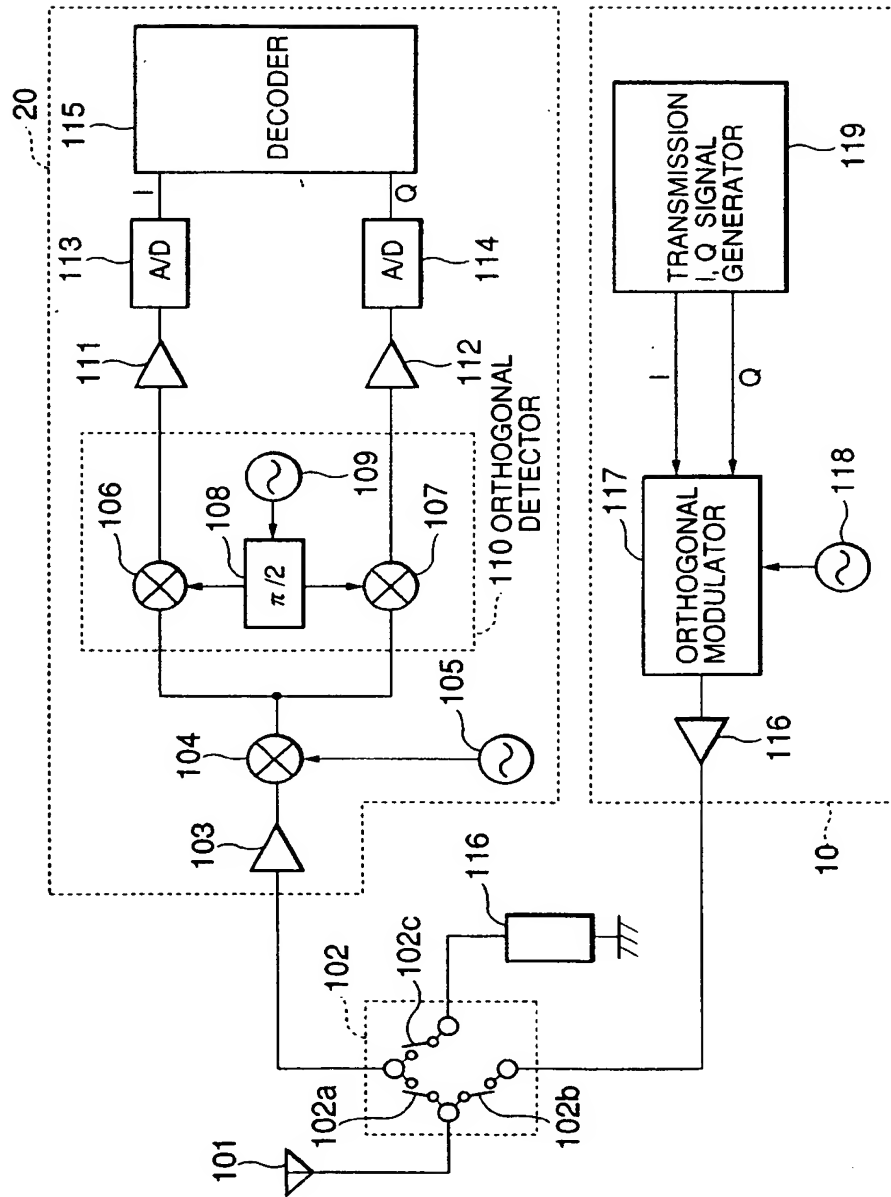 20
115
DECODER
I
Q
113
A/D
A/D
114
111
112
106
108
π/2
109
107
110 ORTHOGONAL
DETECTOR
104
105
103
102
102c
102a
102b
101
116
TRANSMISSION
I, Q SIGNAL
GENERATOR
119
I
Q
117
ORTHOGONAL
MODULATOR
118
116
10